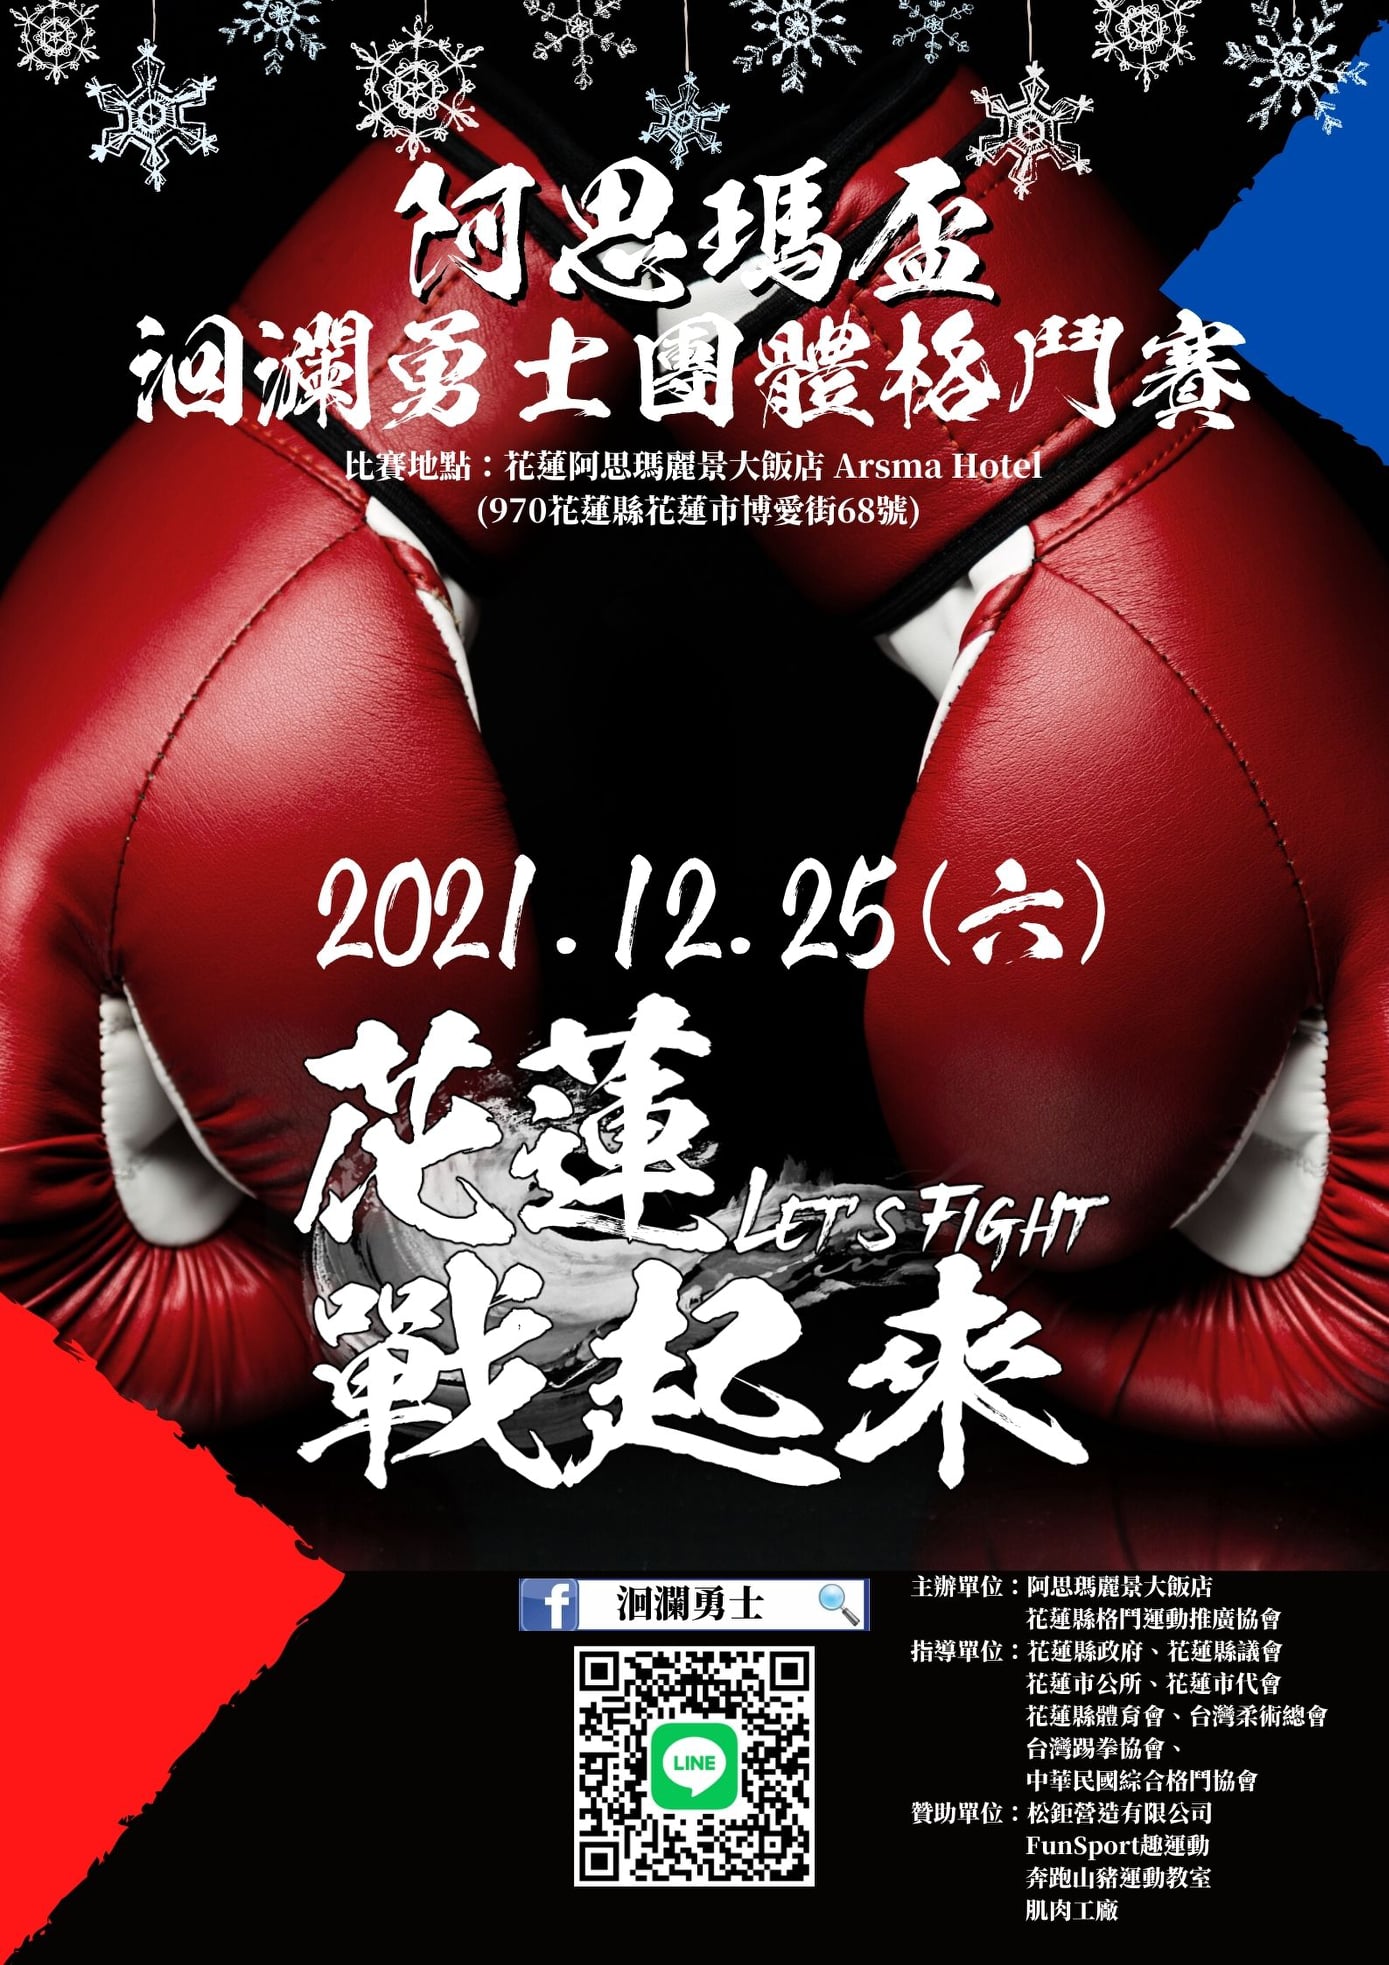 阿思瑪盃
洄瀾勇士團體格鬥賽
比賽地點：花蓮阿思瑪麗景大飯店 Arsma Hotel
(970花蓮縣花蓮市博愛街68號)
2021.12.25(六)
花蓮
LET'S FIGHT
戰起來
f 洄瀾勇士
LINE
主辦單位：阿思瑪麗景大飯店
花蓮縣格鬥運動推廣協會
指導單位：花蓮縣政府、花蓮縣議會
花蓮市公所、花蓮市代會
花蓮縣體育會、台灣柔術總會
台灣踢拳協會、
中華民國綜合格鬥協會
贊助單位：松鉅營造有限公司
FunSport趣運動
奔跑山豬運動教室
肌肉工廠